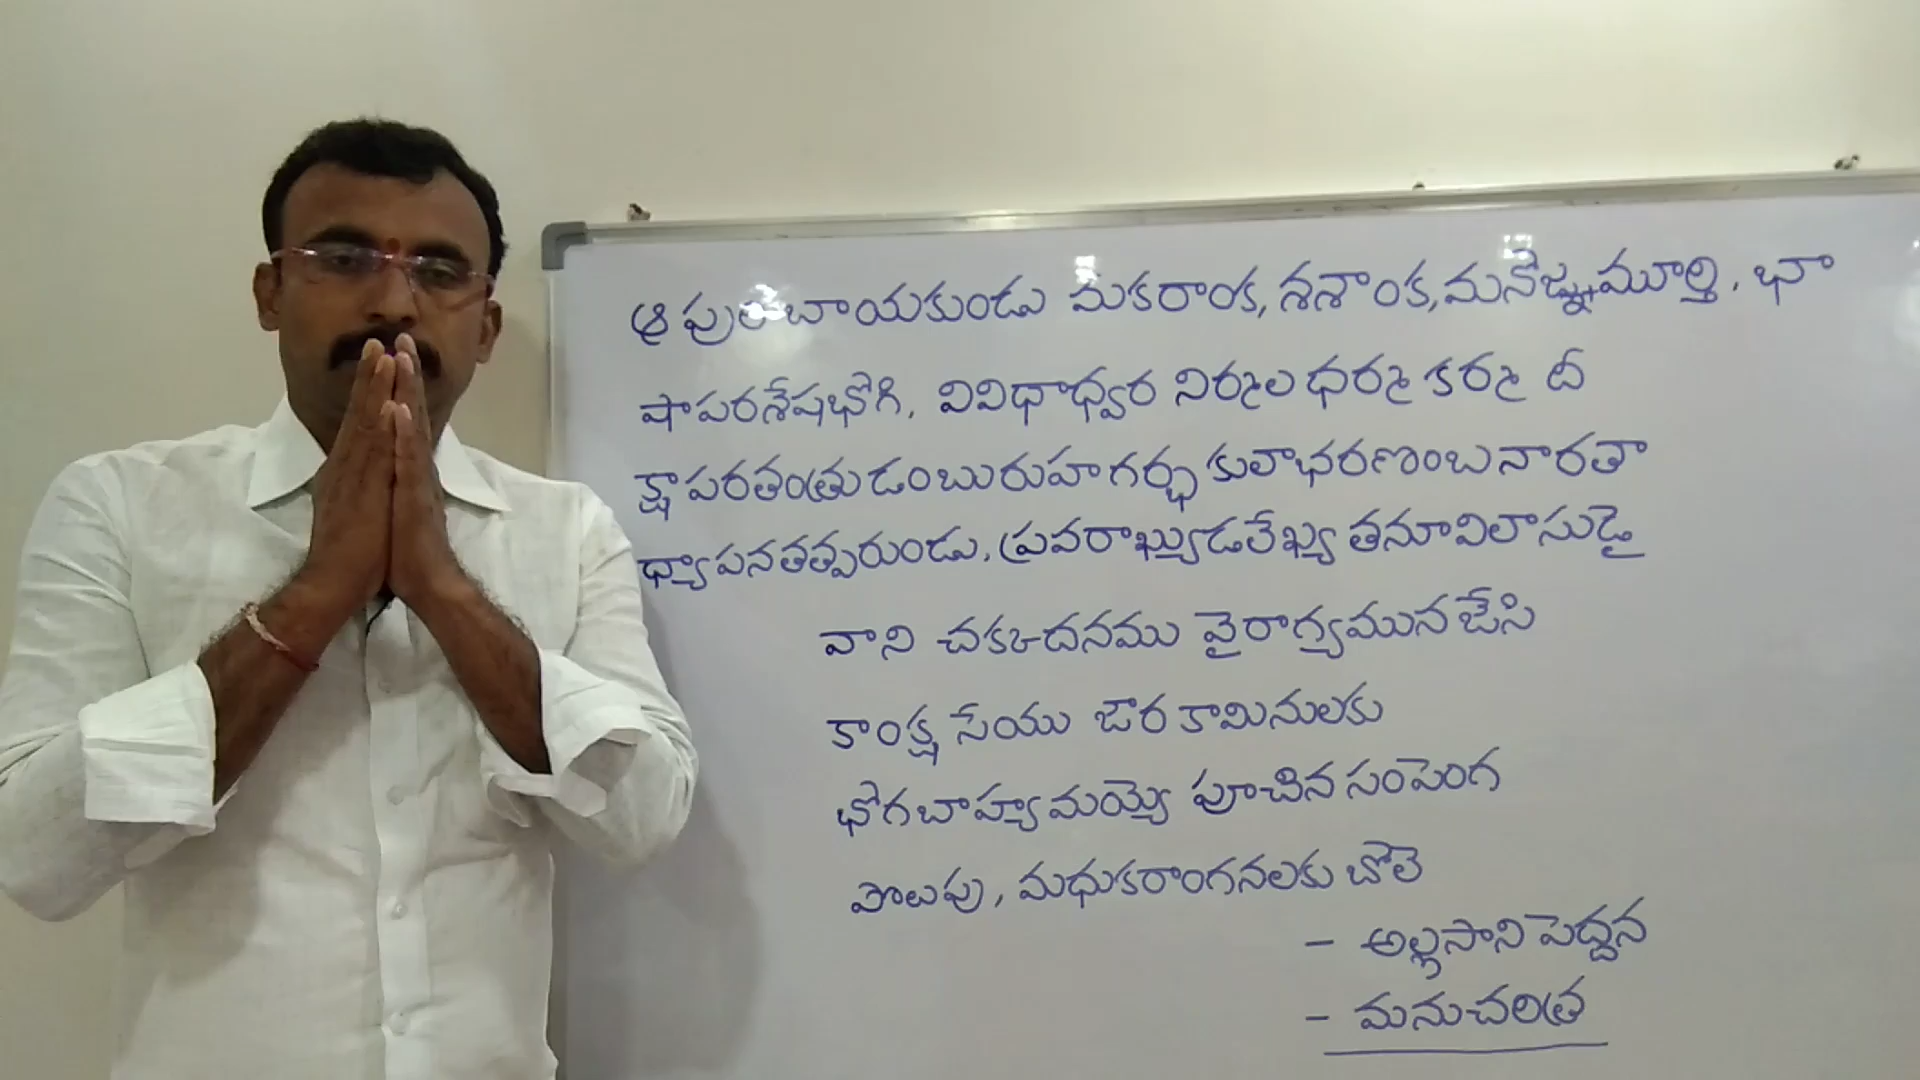 ఆ పురిబాయకుండు మకరాంక, శశాంక, మనోజ్ఞమూర్తి, భా
షాపరశేషభోగి, వివిధాధ్వర నిర్మల ధర్మ కర్మ దీ
క్షాపరతంత్రుడంబురుహగర్భ కులాభరణంబనారతా
ధ్యాపనతత్పరుండు, ప్రవరాఖ్యుడలేఖ్య తనూవిలాసుడై
వాని చక్కదనము వైరాగ్యమున జేసి
కాంక్ష సేయు జార కామినులకు
భోగబాహ్యమయ్యె పూచిన సంపెంగ
పొలుపు, మధుకరాంగనలకు బోలె
- అల్లసాని పెద్దన
- మనుచరిత్ర